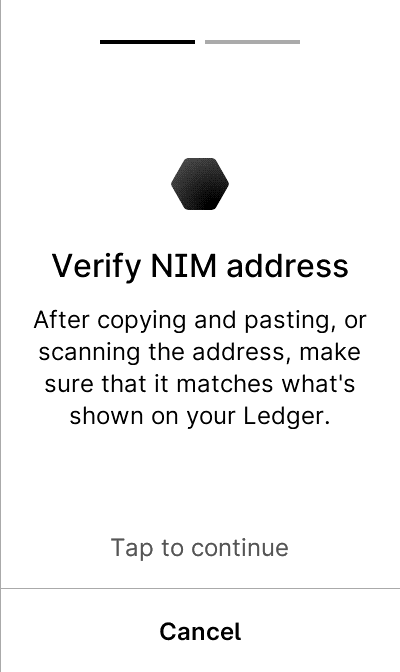 Verify NIM address
After copying and pasting, or
scanning the address, make
sure that it matches what's
shown on your Ledger.
Tap to continue
Cancel